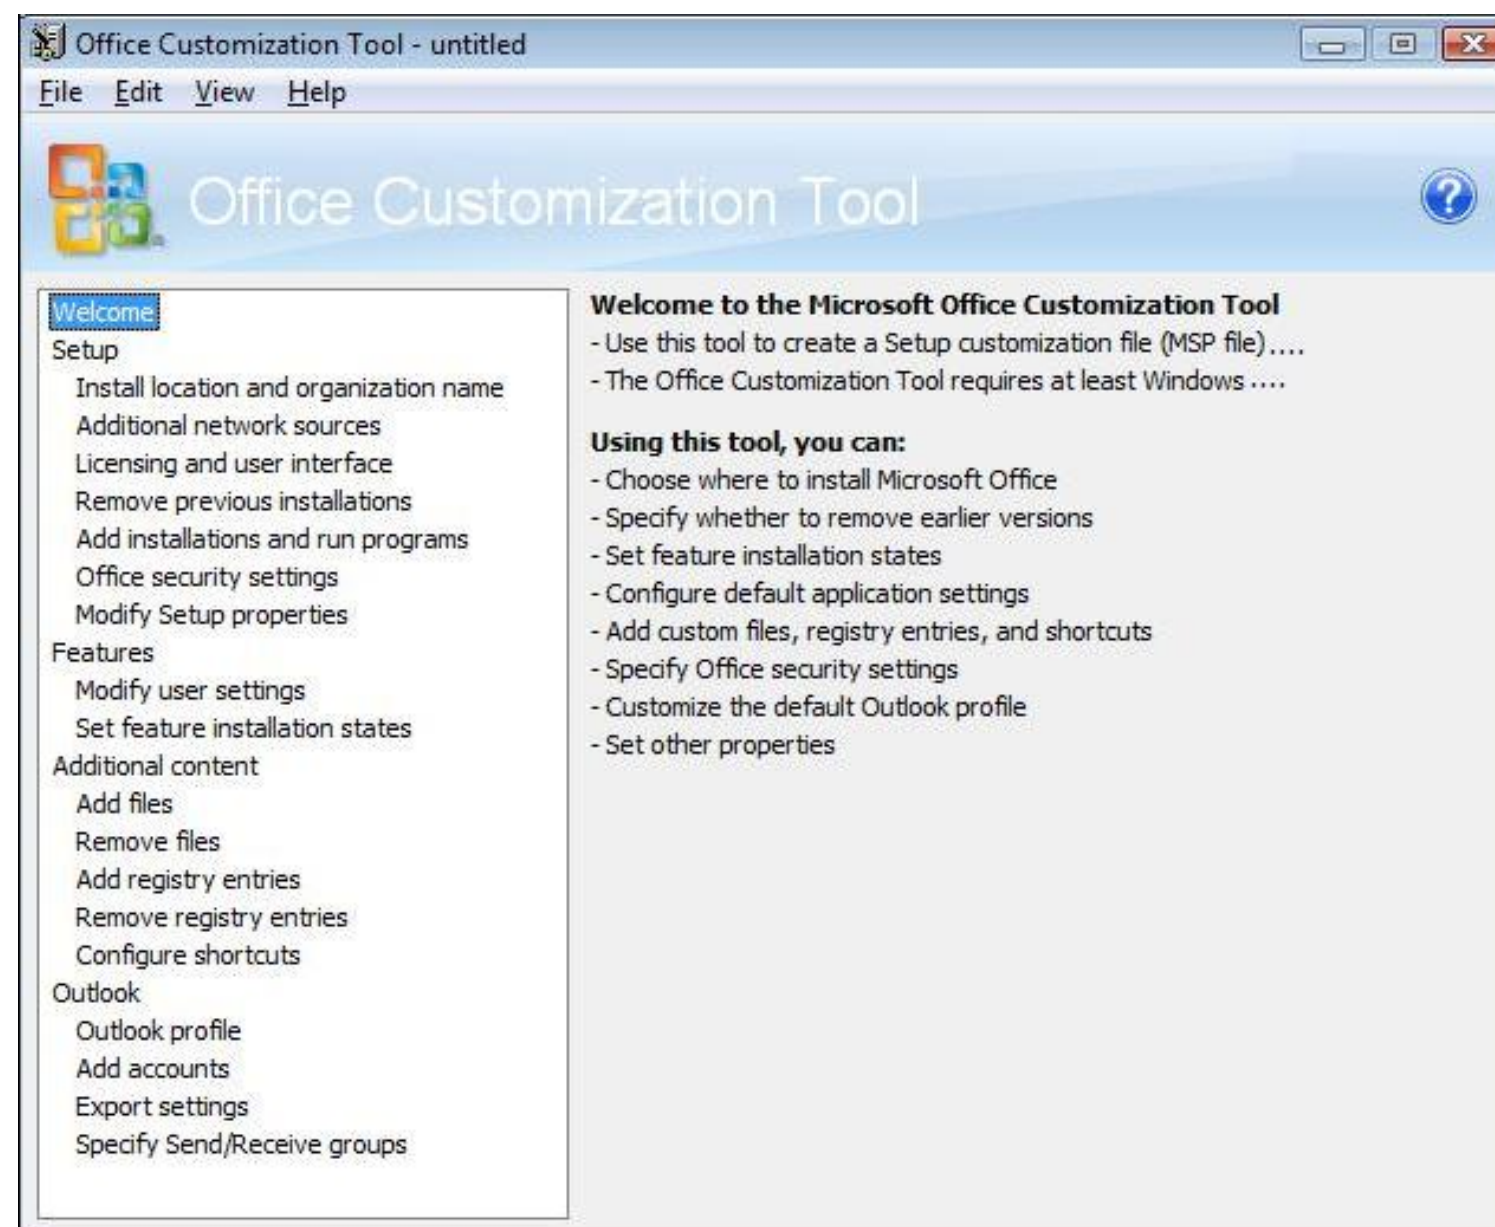 Office Customization Tool - untitled
File Edit View Help
Office Customization Tool
Welcome
Setup
Install location and organization name
Additional network sources
Licensing and user interface
Remove previous installations
Add installations and run programs
Office security settings
Modify Setup properties
Features
Modify user settings
Set feature installation states
Additional content
Add files
Remove files
Add registry entries
Remove registry entries
Configure shortcuts
Outlook
Outlook profile
Add accounts
Export settings
Specify Send/Receive groups
Welcome to the Microsoft Office Customization Tool
- Use this tool to create a Setup customization file (MSP file) ....
- The Office Customization Tool requires at least Windows ....
Using this tool, you can:
- Choose where to install Microsoft Office
- Specify whether to remove earlier versions
- Set feature installation states
- Configure default application settings
- Add custom files, registry entries, and shortcuts
- Specify Office security settings
- Customize the default Outlook profile
- Set other properties